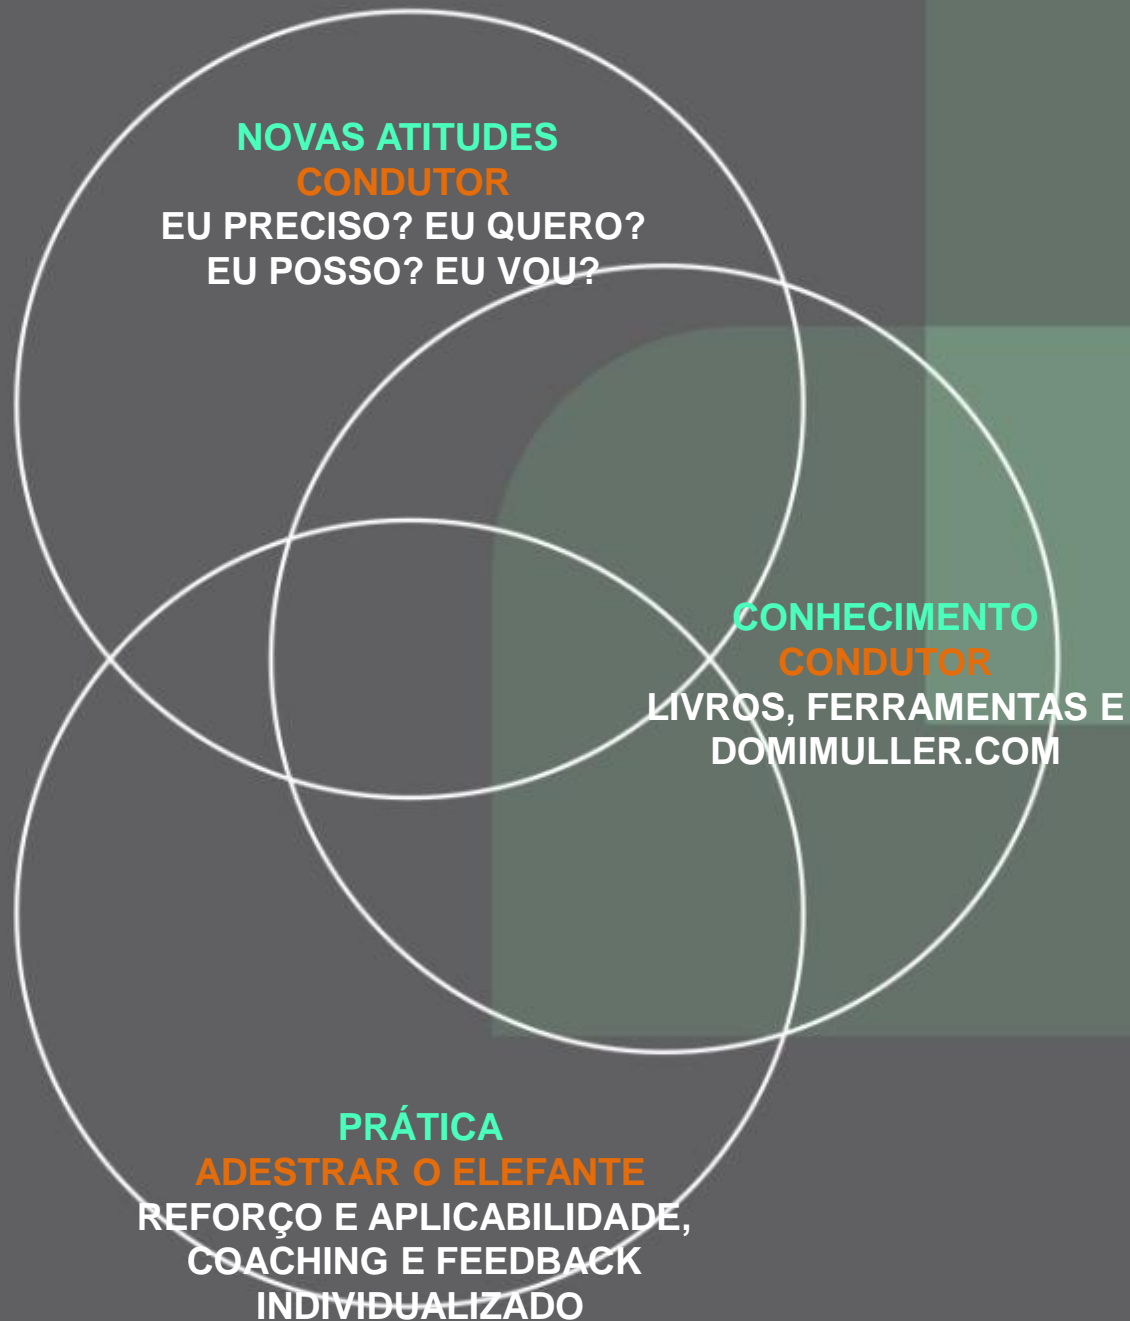 NOVAS ATITUDES
CONDUTOR
EU PRECISO? EU QUERO?
EU POSSO? EU VOU?
CONHECIMENTO
CONDUTOR
LIVROS, FERRAMENTAS E
DOMIMULLER.COM
PRÁTICA
ADESTRAR O ELEFANTE
REFORÇO E APLICABILIDADE,
COACHING E FEEDBACK
INDIVIDUALIZADO